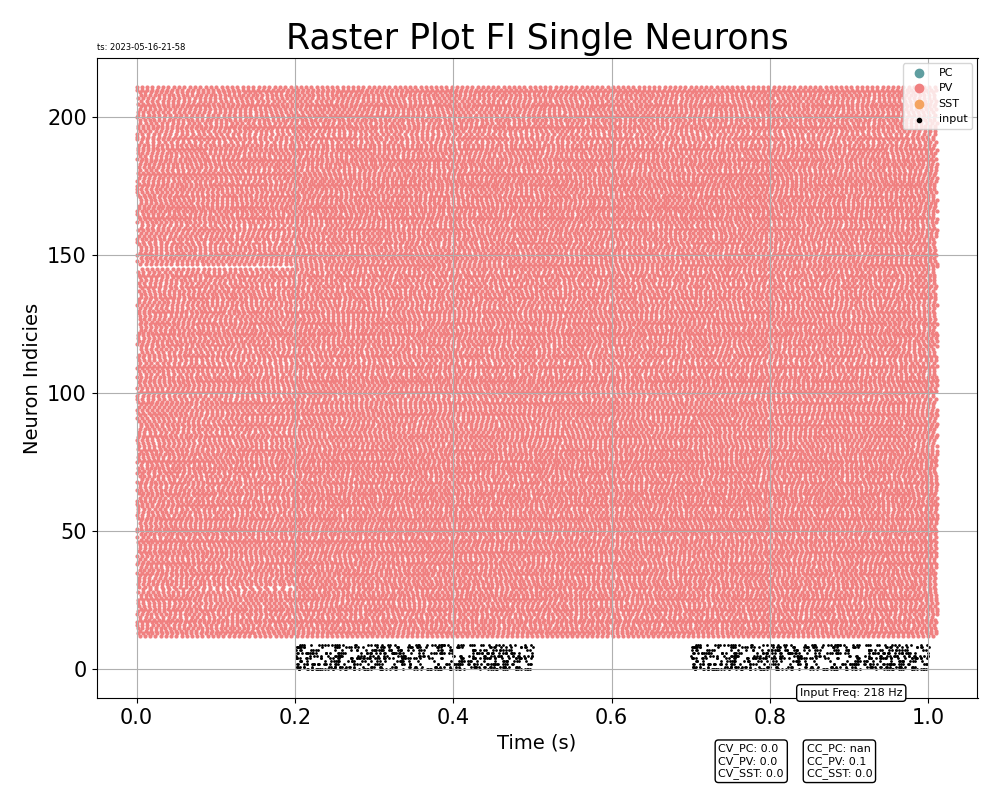 Raster Plot FI Single Neurons
ts: 2023-05-16-21-58
PC
PV
SST
input
200
150
100
50
0
Neuron Indicies
0.0 0.2 0.4 0.6 0.8 1.0
Time (s)
Input Freq: 218 Hz
CV_PC: 0.0
CV_PV: 0.0
CV_SST: 0.0
CC_PC: nan
CC_PV: 0.1
CC_SST: 0.0